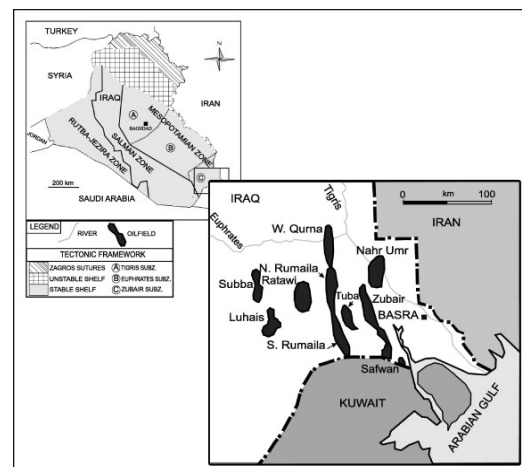 TURKEY
N
SYRIA
IRAN
IRAQ
MESOPOTAMIAN ZONE
A
BAGHDAD
SALMAN ZONE
B
RUTBA-JEZIRA ZONE
JORDAN
C
200 km
SAUDI ARABIA
LEGEND
RIVER
OILFIELD
TECTONIC FRAMEWORK
ZAGROS SUTURES
A TIGRIS SUBZ.
UNSTABLE SHELF
B EUPHRATES SUBZ.
STABLE SHELF
C ZUBAIR SUBZ.
IRAQ
Tigris
0 km 100
IRAN
Euphrates
W. Qurna
Nahr Umr
N. Rumaila
Subba
Ratawi
Tuba
Zubair
BASRA
Luhais
S. Rumaila
Safwan
KUWAIT
ARABIAN GULF